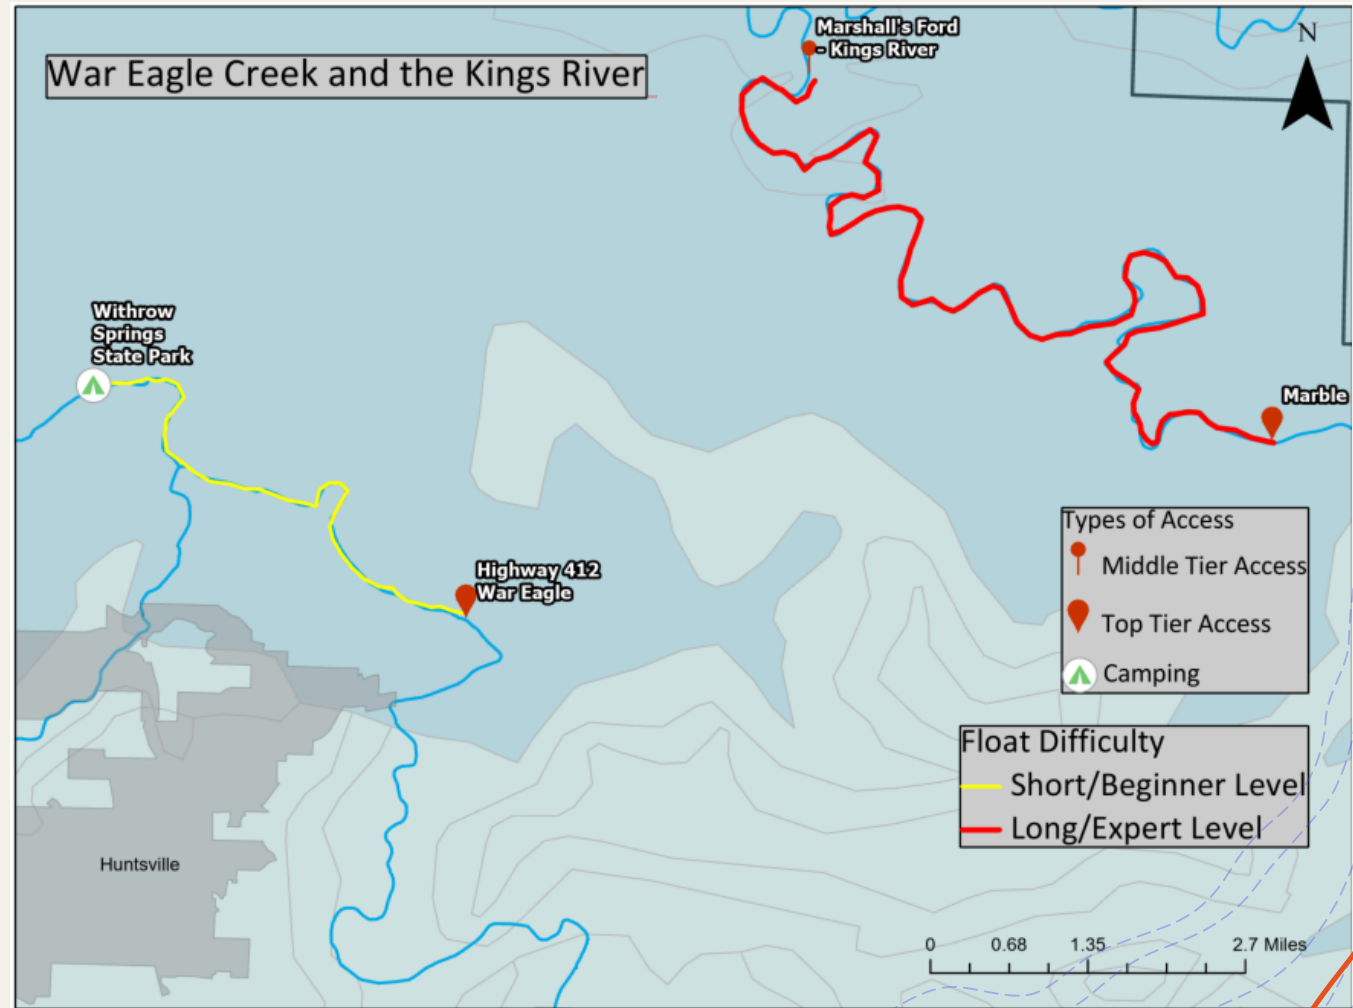 War Eagle Creek and the Kings River
Marshall's Ford
- Kings River
N
Withrow
Springs
State Park
Marble
Highway 412
War Eagle
Types of Access
Middle Tier Access
Top Tier Access
Camping
Float Difficulty
Short/Beginner Level
Long/Expert Level
Huntsville
0 0.68 1.35 2.7 Miles